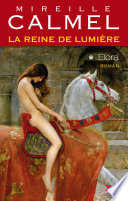 MIREILLE
CALMEL
LA REINE DE LUMIÈRE
* Elora
ROMAN